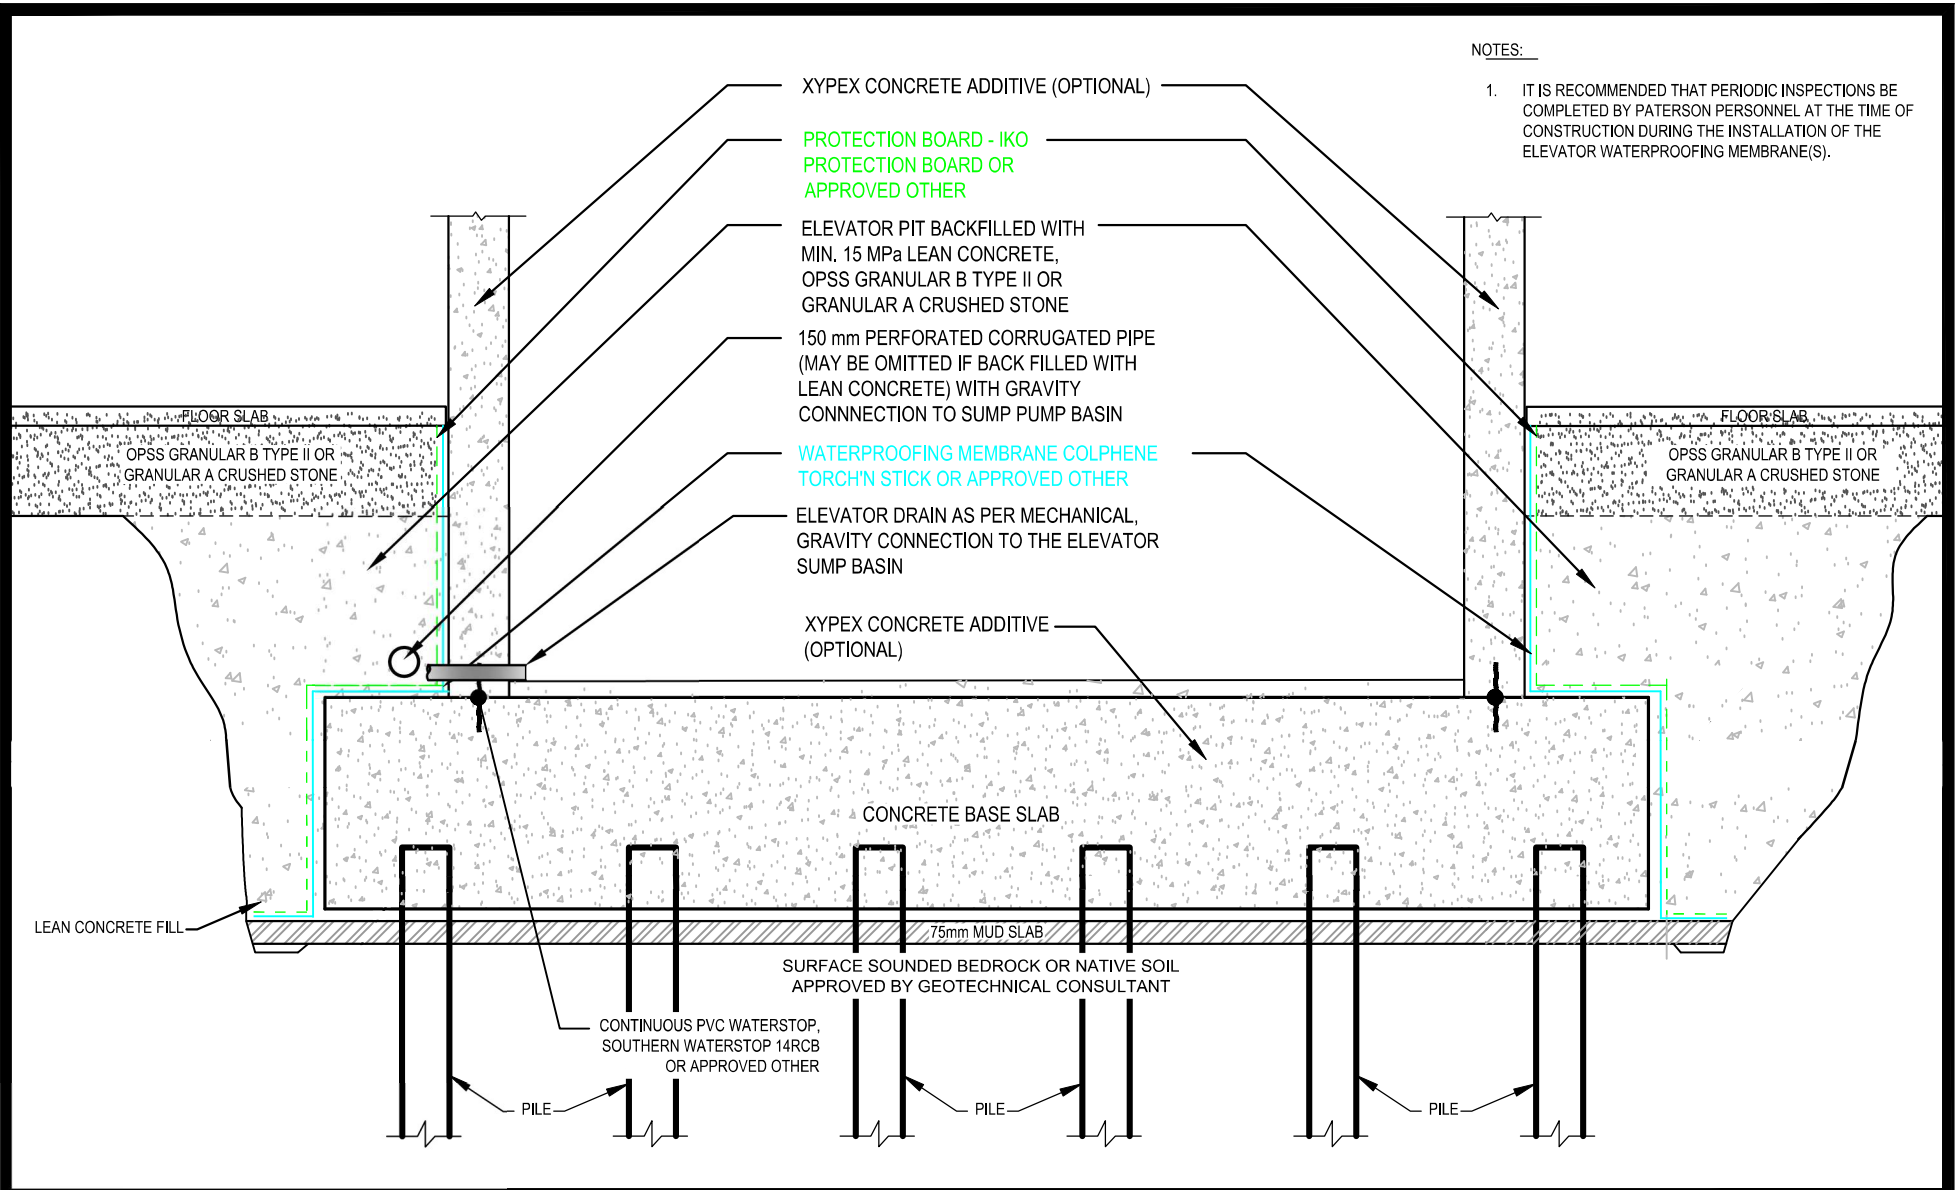 NOTES:
1. IT IS RECOMMENDED THAT PERIODIC INSPECTIONS BE
COMPLETED BY PATERSON PERSONNEL AT THE TIME OF
CONSTRUCTION DURING THE INSTALLATION OF THE
ELEVATOR WATERPROOFING MEMBRANE(S).
XYPEX CONCRETE ADDITIVE (OPTIONAL)
PROTECTION BOARD - IKO
PROTECTION BOARD OR
APPROVED OTHER
ELEVATOR PIT BACKFILLED WITH
MIN. 15 MPa LEAN CONCRETE,
OPSS GRANULAR B TYPE II OR
GRANULAR A CRUSHED STONE
150 mm PERFORATED CORRUGATED PIPE
(MAY BE OMITTED IF BACK FILLED WITH
LEAN CONCRETE) WITH GRAVITY
CONNNECTION TO SUMP PUMP BASIN
WATERPROOFING MEMBRANE COLPHENE
TORCH'N STICK OR APPROVED OTHER
ELEVATOR DRAIN AS PER MECHANICAL,
GRAVITY CONNECTION TO THE ELEVATOR
SUMP BASIN
XYPEX CONCRETE ADDITIVE
(OPTIONAL)
FLOOR SLAB
OPSS GRANULAR B TYPE II OR
GRANULAR A CRUSHED STONE
FLOOR SLAB
OPSS GRANULAR B TYPE II OR
GRANULAR A CRUSHED STONE
CONCRETE BASE SLAB
LEAN CONCRETE FILL
75mm MUD SLAB
SURFACE SOUNDED BEDROCK OR NATIVE SOIL
APPROVED BY GEOTECHNICAL CONSULTANT
CONTINUOUS PVC WATERSTOP,
SOUTHERN WATERSTOP 14RCB
OR APPROVED OTHER
PILE
PILE
PILE